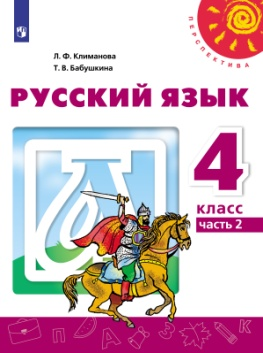 ПЕРСПЕКТИВА
Л. Ф. Климанова
Т. В. Бабушкина
РУССКИЙ ЯЗЫК
4
класс
часть 2
Л
П А З К